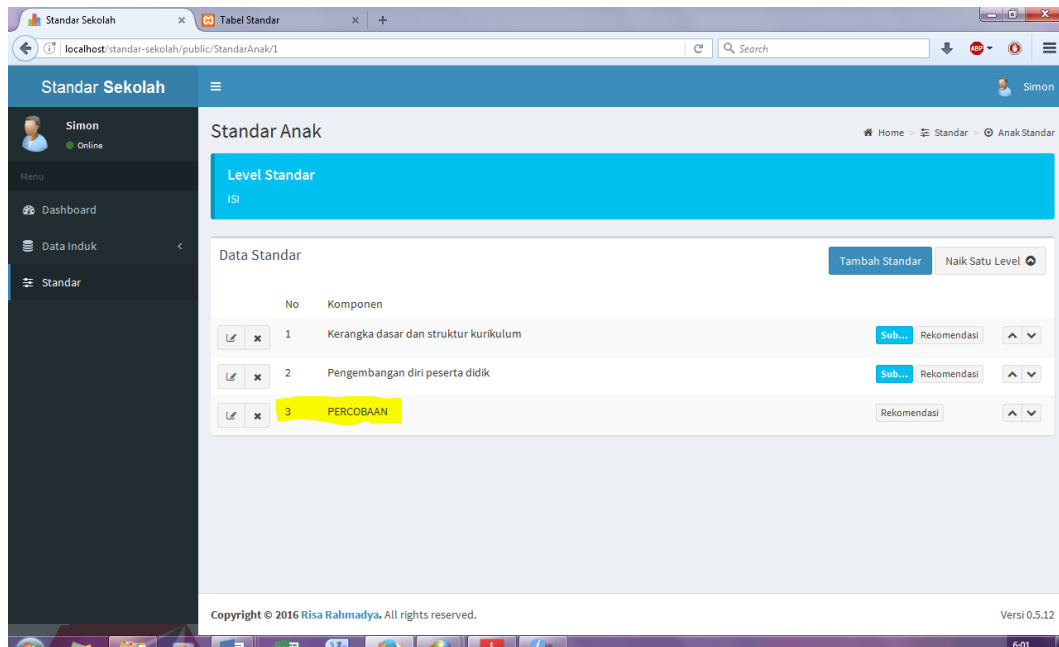 Standar Sekolah
Tabel Standar
localhost/standar-sekolah/public/StandarAnak/1
Search
ABP
Standar Sekolah
Simon
Simon
Online
Standar Anak
Home > Standar > Anak Standar
Menu
Level Standar
ISI
Dashboard
Data Induk
Standar
Data Standar
Tambah Standar
Naik Satu Level
No Komponen
1 Kerangka dasar dan struktur kurikulum Sub... Rekomendasi
2 Pengembangan diri peserta didik Sub... Rekomendasi
3 PERCOBAAN Rekomendasi
Copyright © 2016 Risa Rahmadya. All rights reserved. Versi 0.5.12
6:01